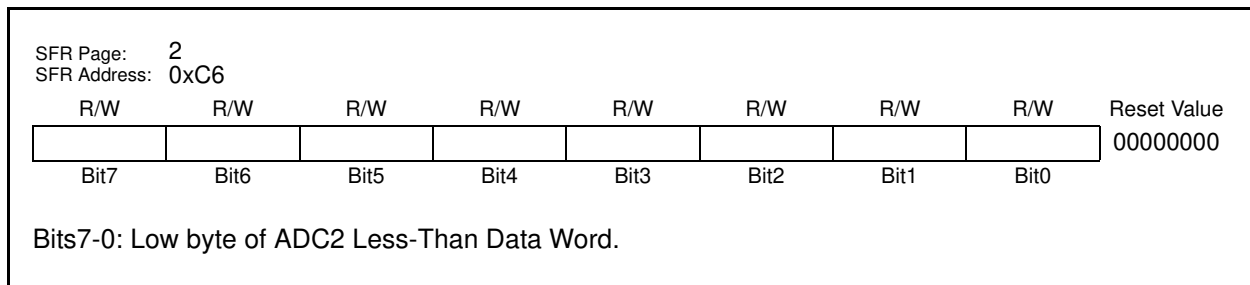 SFR Page: 2
SFR Address: 0xC6
R/W R/W R/W R/W R/W R/W R/W R/W Reset Value
00000000
Bit7 Bit6 Bit5 Bit4 Bit3 Bit2 Bit1 Bit0
Bits7-0: Low byte of ADC2 Less-Than Data Word.